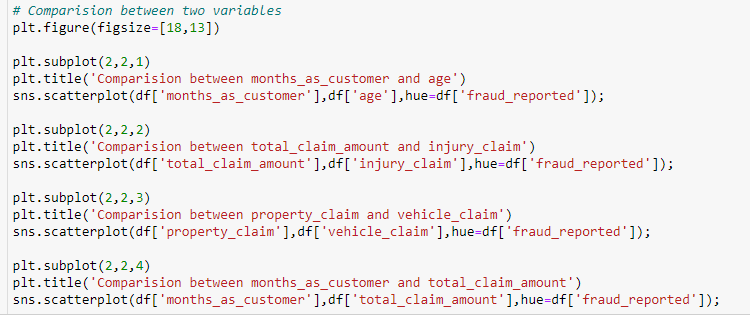 # Comparision between two variables
plt.figure(figsize=[18,13])
plt.subplot(2,2,1)
plt.title('Comparision between months_as_customer and age')
sns.scatterplot(df['months_as_customer'],df['age'],hue=df['fraud_reported']);
plt.subplot(2,2,2)
plt.title('Comparision between total_claim_amount and injury_claim')
sns.scatterplot(df['total_claim_amount'],df['injury_claim'],hue=df['fraud_reported']);
plt.subplot(2,2,3)
plt.title('Comparision between property_claim and vehicle_claim')
sns.scatterplot(df['property_claim'],df['vehicle_claim'],hue=df['fraud_reported']);
plt.subplot(2,2,4)
plt.title('Comparision between months_as_customer and total_claim_amount')
sns.scatterplot(df['months_as_customer'],df['total_claim_amount'],hue=df['fraud_reported']);